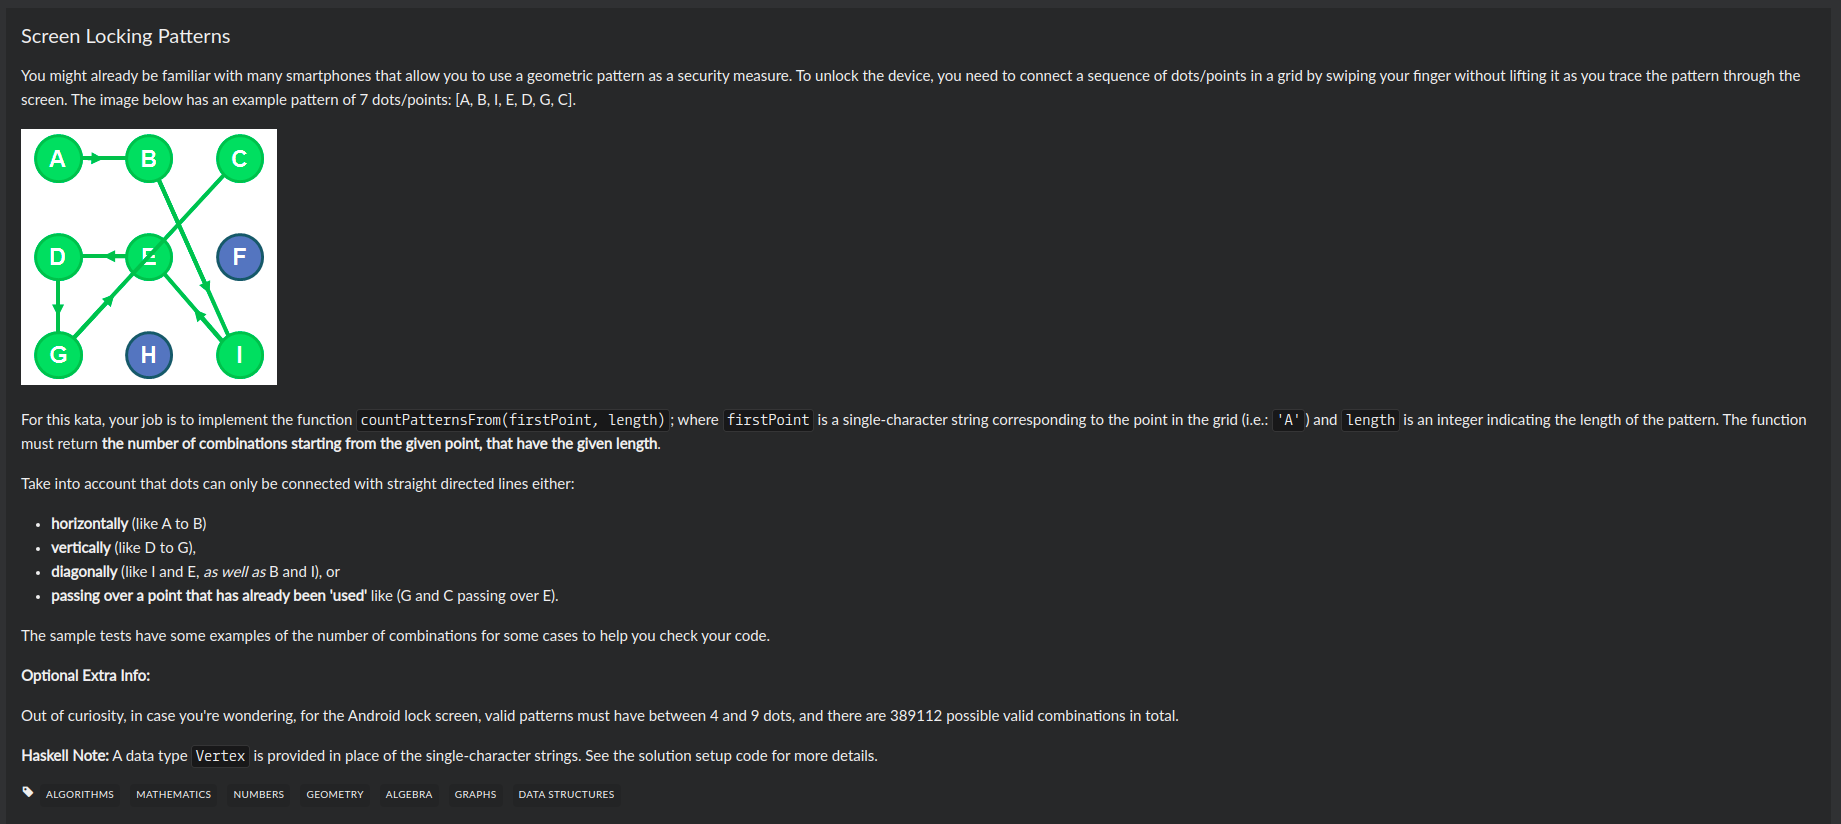 Screen Locking Patterns
You might already be familiar with many smartphones that allow you to use a geometric pattern as a security measure. To unlock the device, you need to connect a sequence of dots/points in a grid by swiping your finger without lifting it as you trace the pattern through the
screen. The image below has an example pattern of 7 dots/points: [A, B, I, E, D, G, C].
A B C
D E F
G H I
For this kata, your job is to implement the function countPatternsFrom(firstPoint, length); where firstPoint is a single-character string corresponding to the point in the grid (i.e.: 'A') and length is an integer indicating the length of the pattern. The function
must return the number of combinations starting from the given point, that have the given length.
Take into account that dots can only be connected with straight directed lines either:
• horizontally (like A to B)
• vertically (like D to G),
• diagonally (like I and E, as well as B and I), or
• passing over a point that has already been 'used' like (G and C passing over E).
The sample tests have some examples of the number of combinations for some cases to help you check your code.
Optional Extra Info:
Out of curiosity, in case you're wondering, for the Android lock screen, valid patterns must have between 4 and 9 dots, and there are 389112 possible valid combinations in total.
Haskell Note: A data type Vertex is provided in place of the single-character strings. See the solution setup code for more details.
ALGORITHMS MATHEMATICS NUMBERS GEOMETRY ALGEBRA GRAPHS DATA STRUCTURES